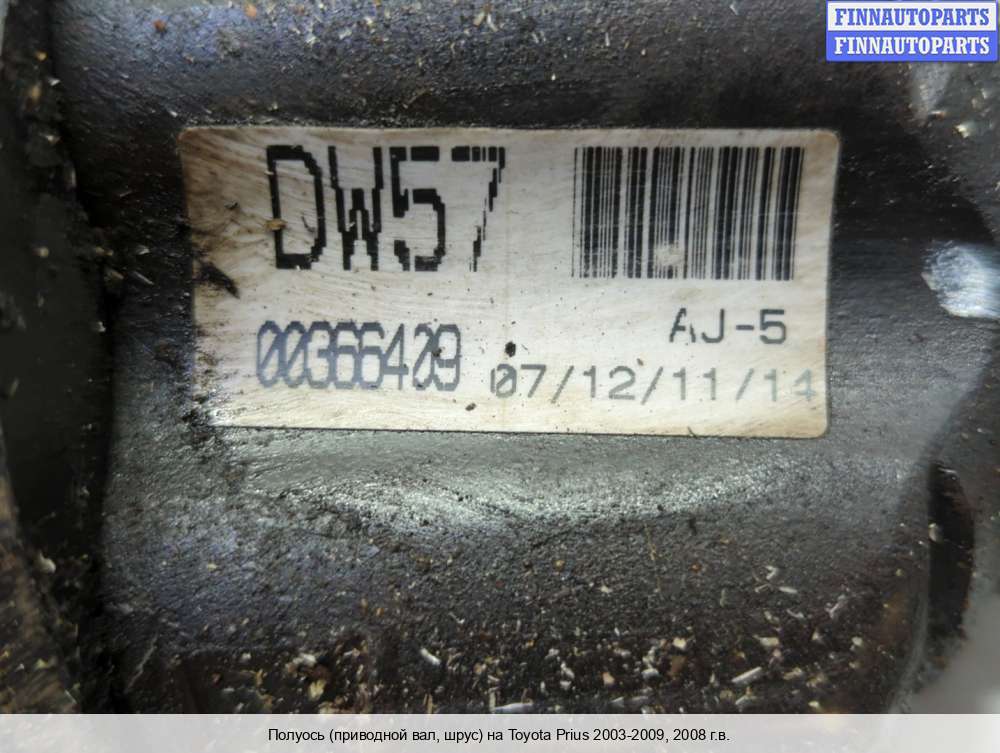 FINNAUTOPARTS
FINNAUTOPARTS
DW57
AJ-5
00366409
07/12/11/14
Полуось (приводной вал, шрус) на Toyota Prius 2003-2009, 2008 г.в.